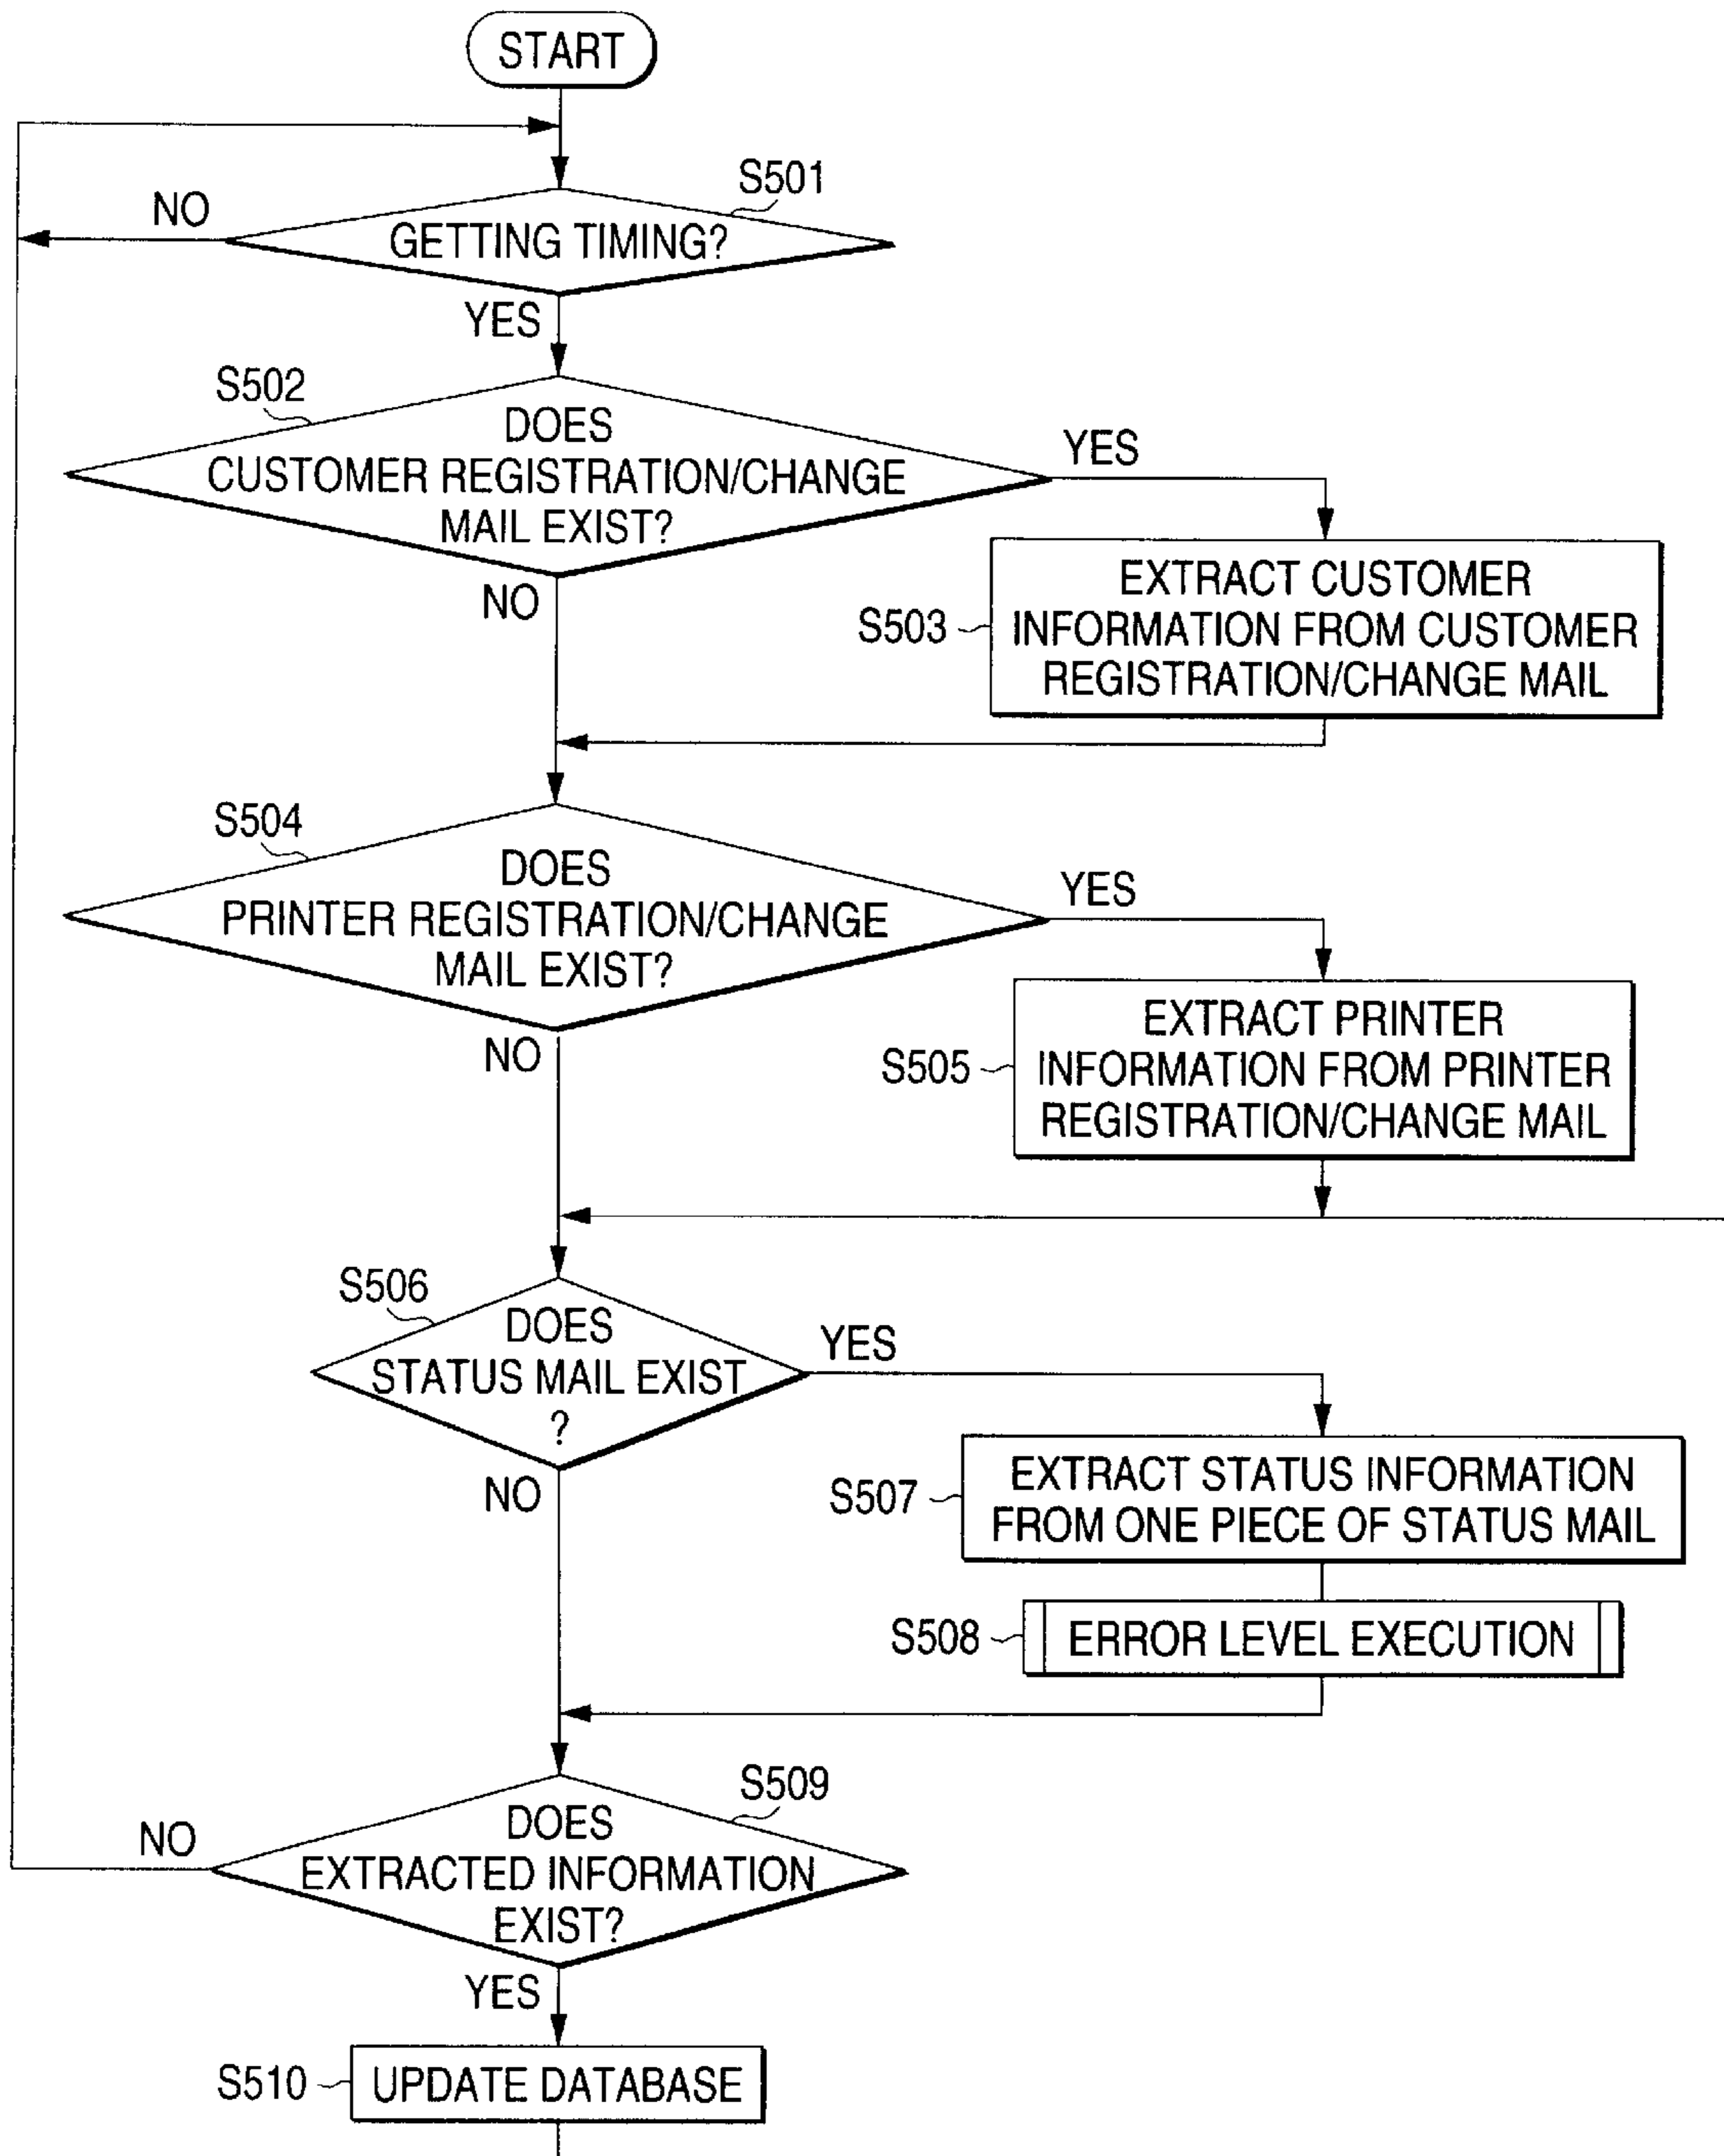 START
S501
NO
GETTING TIMING?
YES
S502
DOES
CUSTOMER REGISTRATION/CHANGE
MAIL EXIST?
YES
NO
S503
EXTRACT CUSTOMER
INFORMATION FROM CUSTOMER
REGISTRATION/CHANGE MAIL
S504
DOES
PRINTER REGISTRATION/CHANGE
MAIL EXIST?
YES
NO
S505
EXTRACT PRINTER
INFORMATION FROM PRINTER
REGISTRATION/CHANGE MAIL
S506
DOES
STATUS MAIL EXIST
?
YES
NO
S507
EXTRACT STATUS INFORMATION
FROM ONE PIECE OF STATUS MAIL
S508
ERROR LEVEL EXECUTION
S509
NO
DOES
EXTRACTED INFORMATION
EXIST?
YES
S510
UPDATE DATABASE